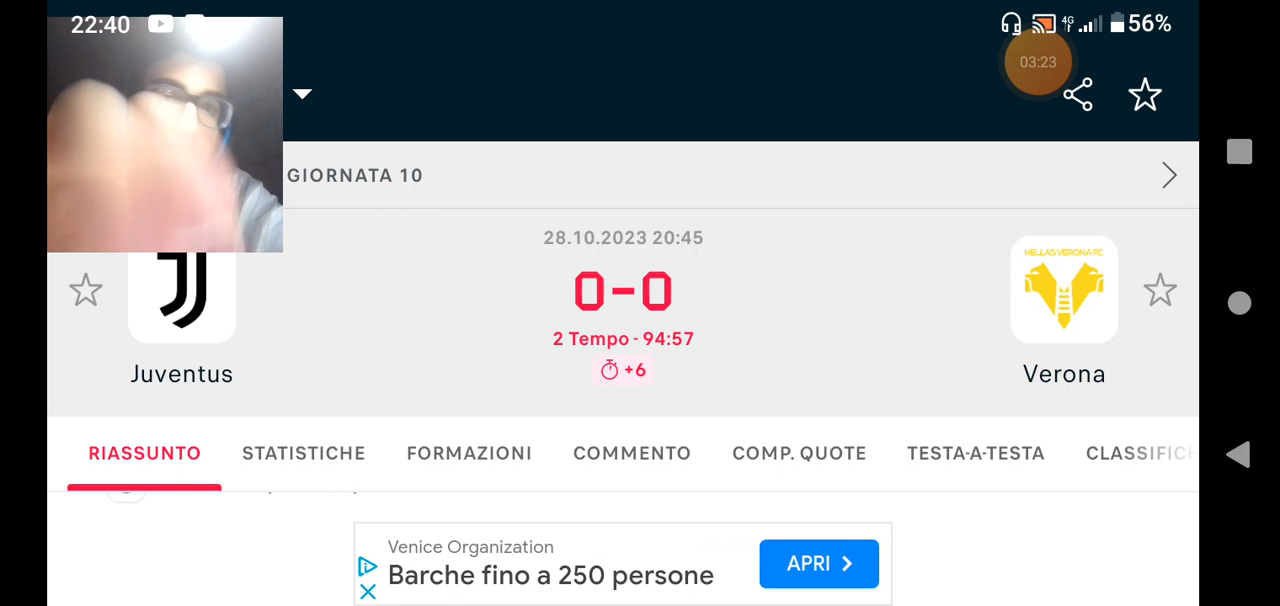 22:40
4G
56%
03:23
GIORNATA 10
28.10.2023 20:45
0-0
2 Tempo - 94:57
+6
HELLAS VERONA FC
Juventus
Verona
RIASSUNTO
STATISTICHE
FORMAZIONI
COMMENTO
COMP. QUOTE
TESTA-A-TESTA
CLASSIFICH
Venice Organization
Barche fino a 250 persone
APRI